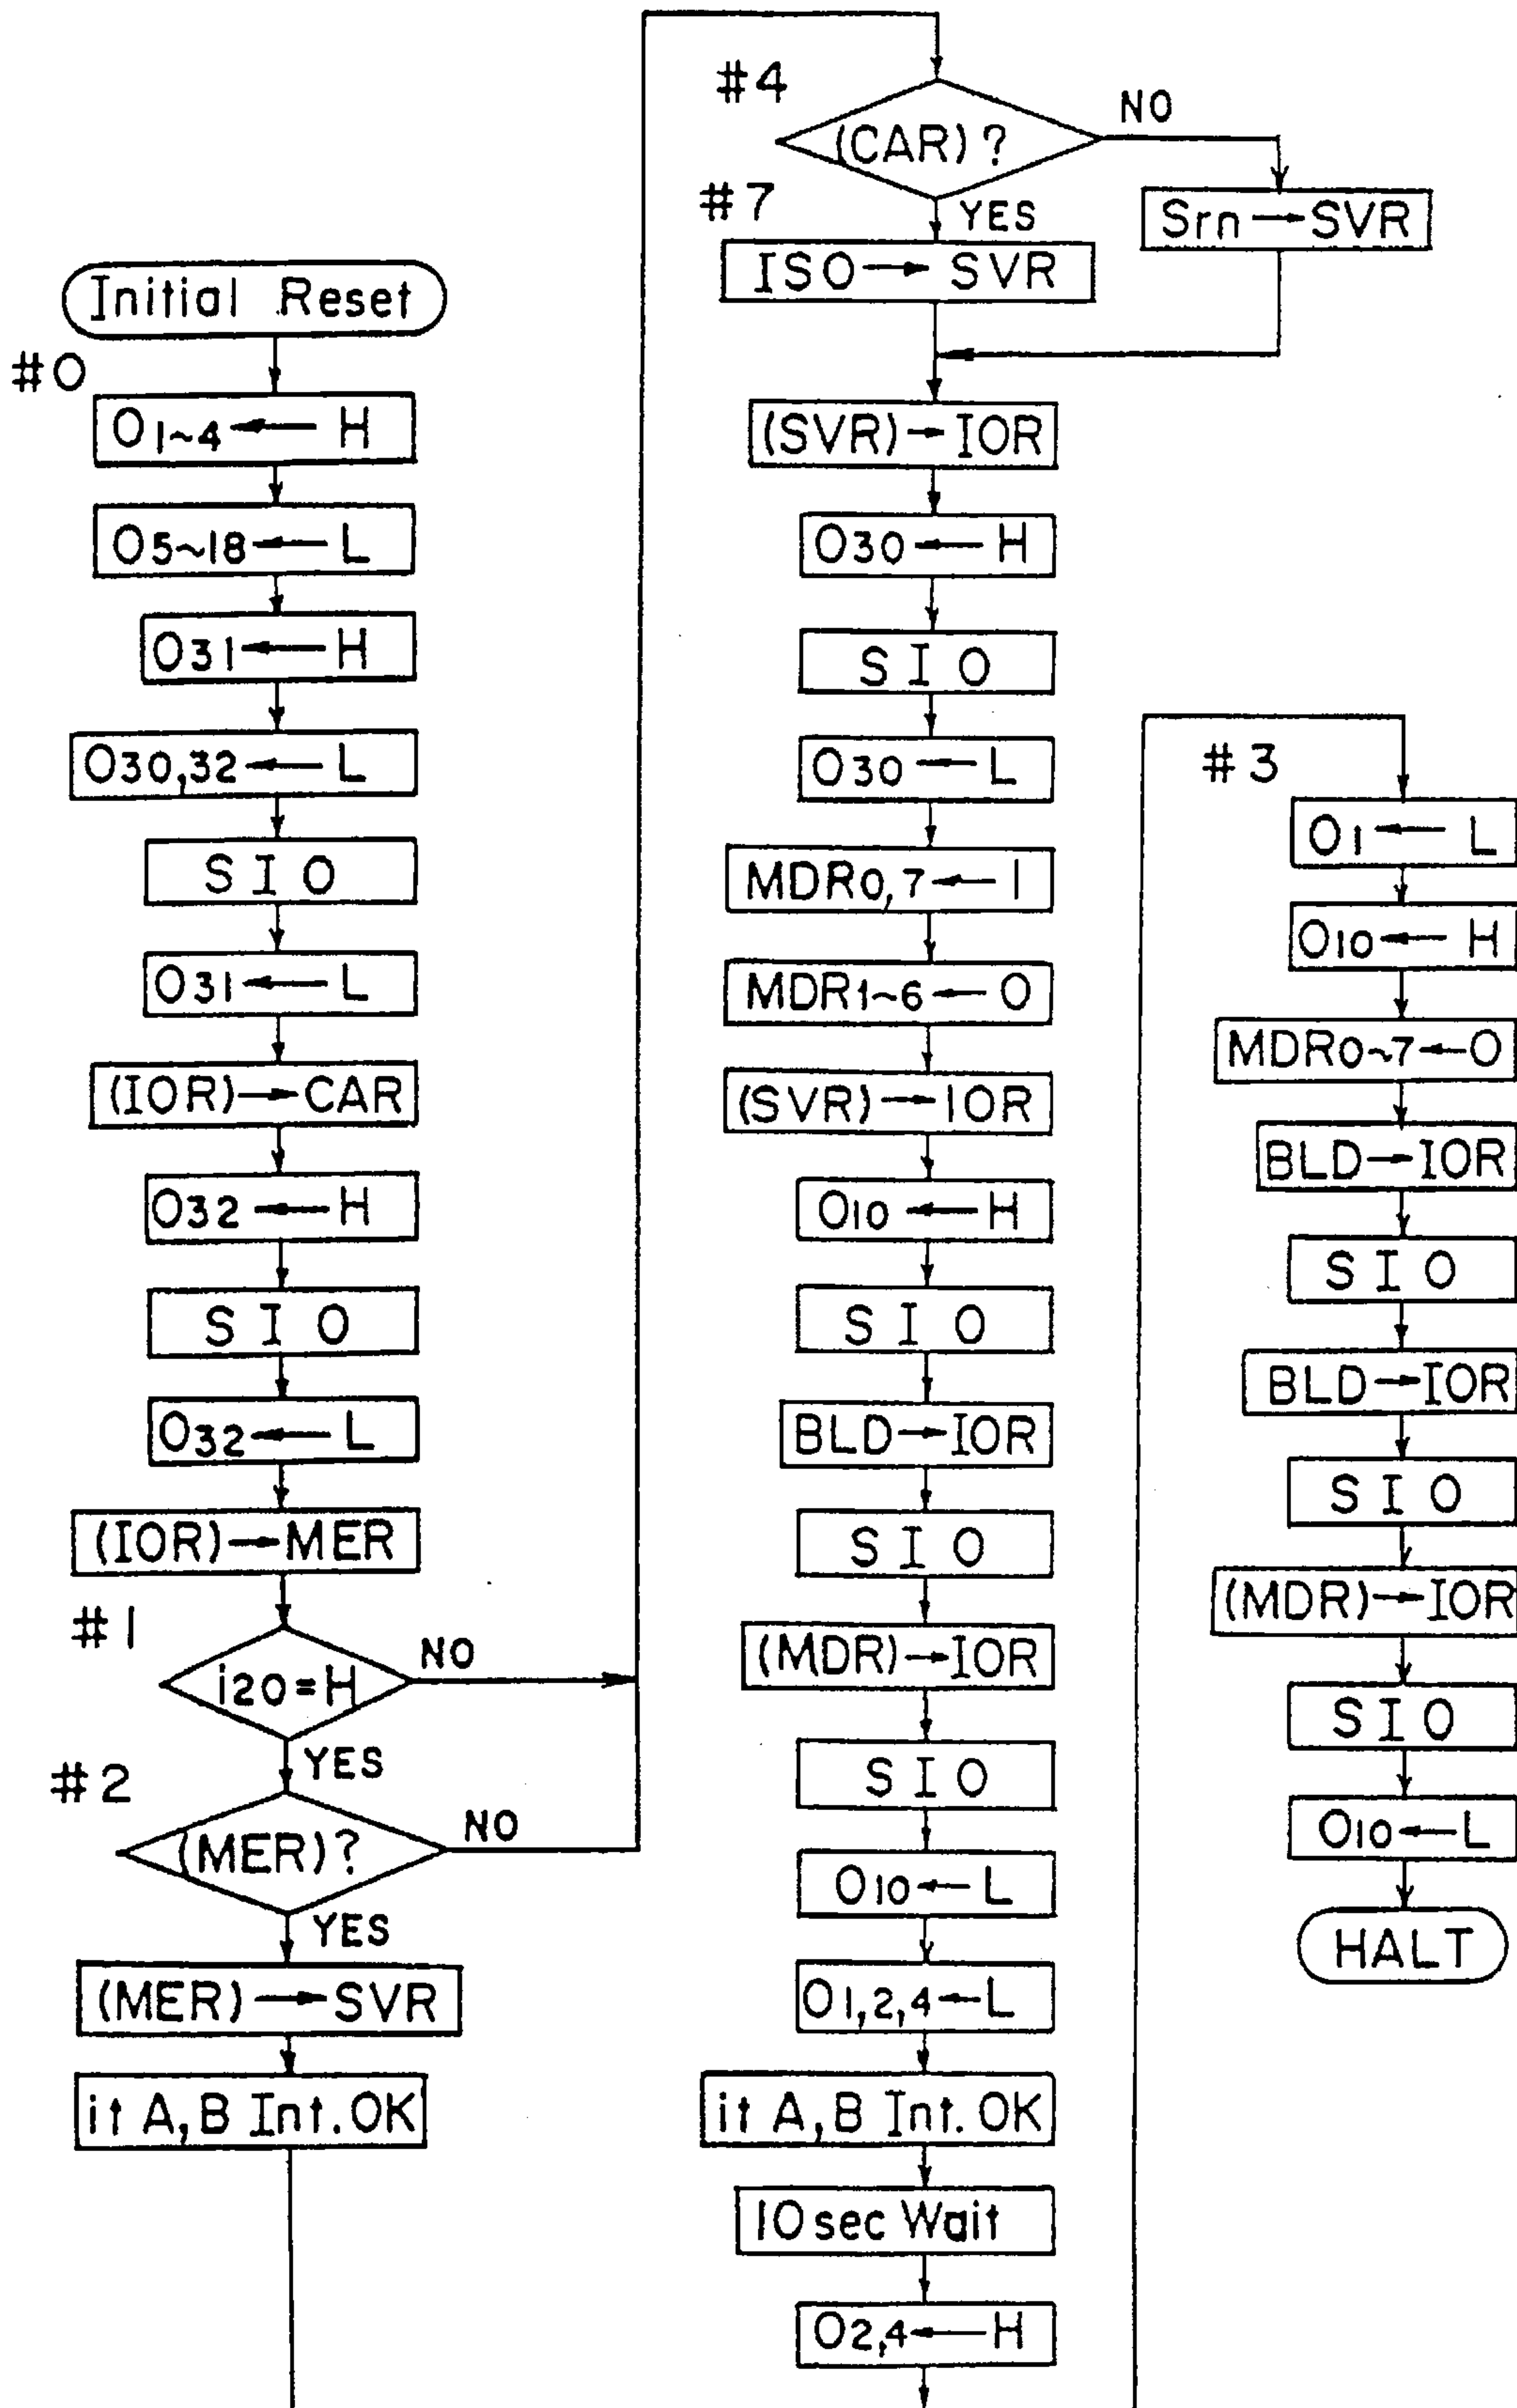 Initial Reset
#0
O1~4 ← H
O5~18 ← L
O31 ← H
O30,32 ← L
SIO
O31 ← L
(IOR) → CAR
O32 ← H
SIO
O32 ← L
(IOR) → MER
#1
i20=H
NO
YES
#2
(MER)?
NO
YES
(MER) → SVR
it A,B Int.OK
#4
(CAR)?
NO
Srn → SVR
#7
YES
ISO → SVR
(SVR) → IOR
O30 ← H
SIO
O30 ← L
MDR0,7 ← 1
MDR1~6 ← 0
(SVR) → IOR
O10 ← H
SIO
BLD → IOR
SIO
(MDR) → IOR
SIO
O10 ← L
O1,2,4 ← L
it A,B Int.OK
10sec Wait
O2,4 ← H
#3
O1 ← L
O10 ← H
MDR0~7 ← 0
BLD → IOR
SIO
BLD → IOR
SIO
(MDR) → IOR
SIO
O10 ← L
HALT